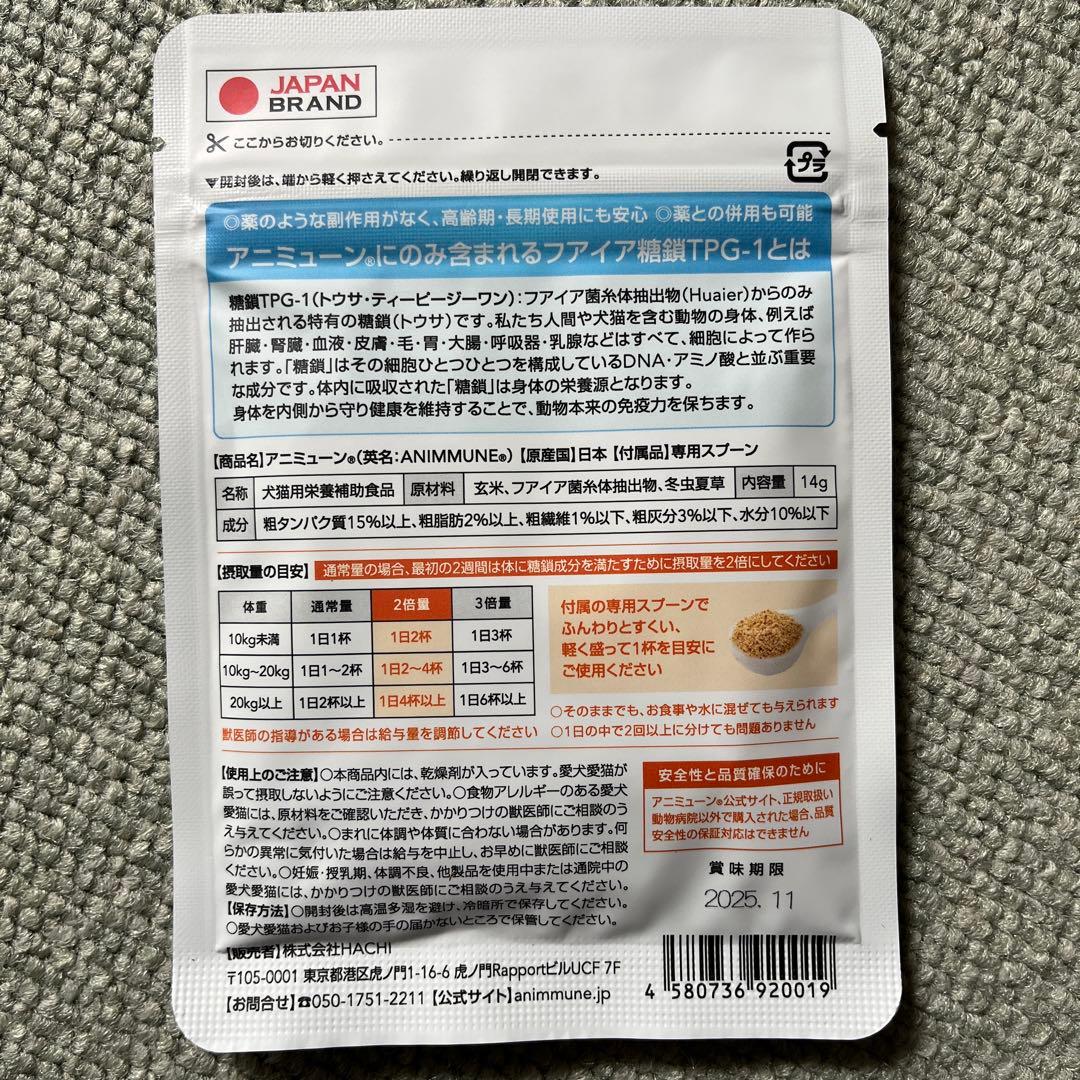 JAPAN
BRAND
ここからお切りください。
プラ
▼開封後は、端から軽く押さえてください。繰り返し開閉できます。
◎薬のような副作用がなく、高齢期・長期使用にも安心 ◎薬との併用も可能
アニミューン®にのみ含まれるフアイア糖鎖TPG-1とは
糖鎖TPG-1（トウサ・ティーピージーワン）：フアイア菌糸体抽出物（Huaier）からのみ
抽出される特有の糖鎖（トウサ）です。私たち人間や犬猫を含む動物の身体、例えば
肝臓・腎臓・血液・皮膚・毛・胃・大腸・呼吸器・乳腺などはすべて、細胞によって作ら
れます。「糖鎖」はその細胞ひとつひとつを構成しているDNA・アミノ酸と並ぶ重要
な成分です。体内に吸収された「糖鎖」は身体の栄養源となります。
身体を内側から守り健康を維持することで、動物本来の免疫力を保ちます。
【商品名】アニミューン®（英名：ANIMMUNE®）【原産国】日本【付属品】専用スプーン
名称 犬猫用栄養補助食品 原材料 玄米、フアイア菌糸体抽出物、冬虫夏草 内容量 14g
成分 粗タンパク質15%以上、粗脂肪2%以上、粗繊維1%以下、粗灰分3%以下、水分10%以下
【摂取量の目安】 通常量の場合、最初の2週間は体に糖鎖成分を満たすために摂取量を2倍にしてください
体重 通常量 2倍量 3倍量
10kg未満 1日1杯 1日2杯 1日3杯
10kg〜20kg 1日1〜2杯 1日2〜4杯 1日3〜6杯
20kg以上 1日2杯以上 1日4杯以上 1日6杯以上
獣医師の指導がある場合は給与量を調節してください
付属の専用スプーンで
ふんわりとすくい、
軽く盛って1杯を目安に
ご使用ください
○そのままでも、お食事や水に混ぜても与えられます
○1日の中で2回以上に分けても問題ありません
【使用上のご注意】○本商品内には、乾燥剤が入っています。愛犬愛猫が
誤って摂取しないようにご注意ください。○食物アレルギーのある愛犬
愛猫には、原材料をご確認いただき、かかりつけの獣医師にご相談のう
え与えてください。○まれに体調や体質に合わない場合があります。何
らかの異常に気付いた場合は給与を中止し、お早めに獣医師にご相談
ください。○妊娠・授乳期、体調不良、他製品を使用中または通院中の
愛犬愛猫には、かかりつけの獣医師にご相談のうえ与えてください。
【保存方法】○開封後は高温多湿を避け、冷暗所で保存してください。
○愛犬愛猫およびお子様の手の届かないところで保管してください。
【販売者】株式会社HACHI
〒105-0001 東京都港区虎ノ門1-16-6 虎ノ門RapportビルUCF 7F
【お問合せ】☎050-1751-2211【公式サイト】animmune.jp
安全性と品質確保のために
アニミューン®公式サイト、正規取扱い
動物病院以外で購入された場合、品質
安全性の保証対応はできません
賞味期限
2025.11
4 580736 920019